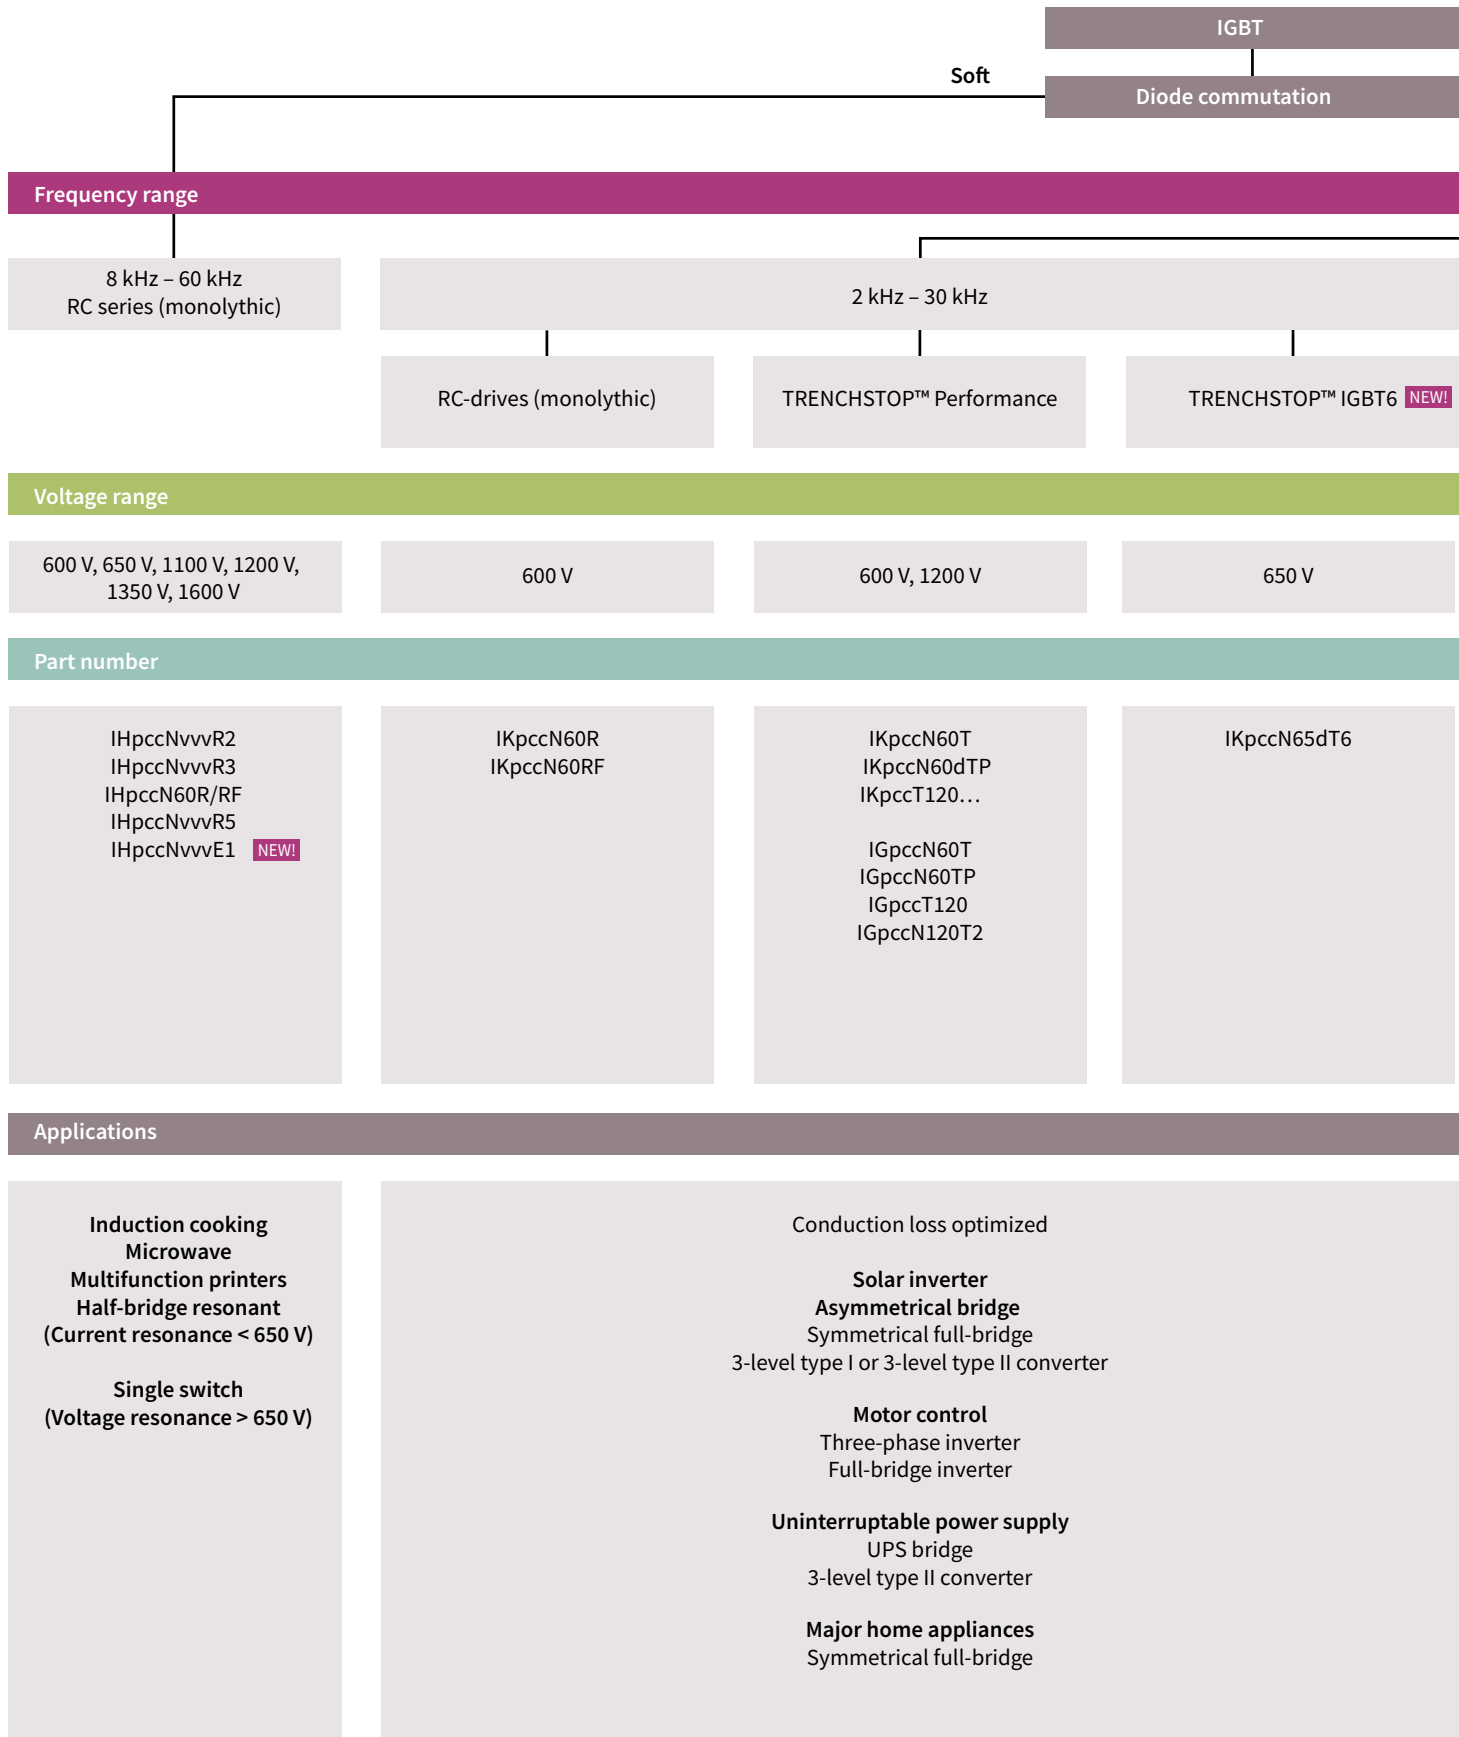 IGBT
Soft
Diode commutation
Frequency range
8 kHz – 60 kHz
RC series (monolythic)
2 kHz – 30 kHz
RC-drives (monolythic)
TRENCHSTOP™ Performance
TRENCHSTOP™ IGBT6 NEW!
Voltage range
600 V, 650 V, 1100 V, 1200 V,
1350 V, 1600 V
600 V
600 V, 1200 V
650 V
Part number
IHpccNvvvR2
IHpccNvvvR3
IHpccN60R/RF
IHpccNvvvR5
IHpccNvvvE1 NEW!
IKpccN60R
IKpccN60RF
IKpccN60T
IKpccN60dTP
IKpccT120…
IGpccN60T
IGpccN60TP
IGpccT120
IGpccN120T2
IKpccN65dT6
Applications
Induction cooking
Microwave
Multifunction printers
Half-bridge resonant
(Current resonance < 650 V)
Single switch
(Voltage resonance > 650 V)
Conduction loss optimized
Solar inverter
Asymmetrical bridge
Symmetrical full-bridge
3-level type I or 3-level type II converter
Motor control
Three-phase inverter
Full-bridge inverter
Uninterruptable power supply
UPS bridge
3-level type II converter
Major home appliances
Symmetrical full-bridge